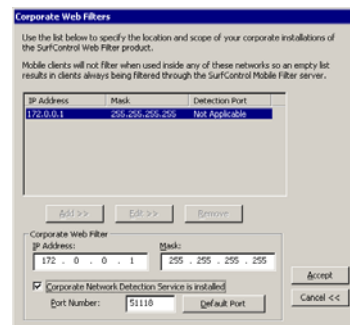 Corporate Web Filters
Use the list below to specify the location and scope of your corporate installations of
the SurfControl Web Filter product.
Mobile clients will not filter when used inside any of these networks so an empty list
results in clients always being filtered through the SurfControl Mobile Filter server.
IP Address Mask Detection Port
172.0.0.1 255.255.255.255 Not Applicable
Add >> Edit >> Remove
Corporate Web Filter
IP Address: Mask:
172 . 0 . 0 . 1 255 . 255 . 255 . 255
Corporate Network Detection Service is installed
Port Number: 51118 Default Port
Accept
Cancel <<